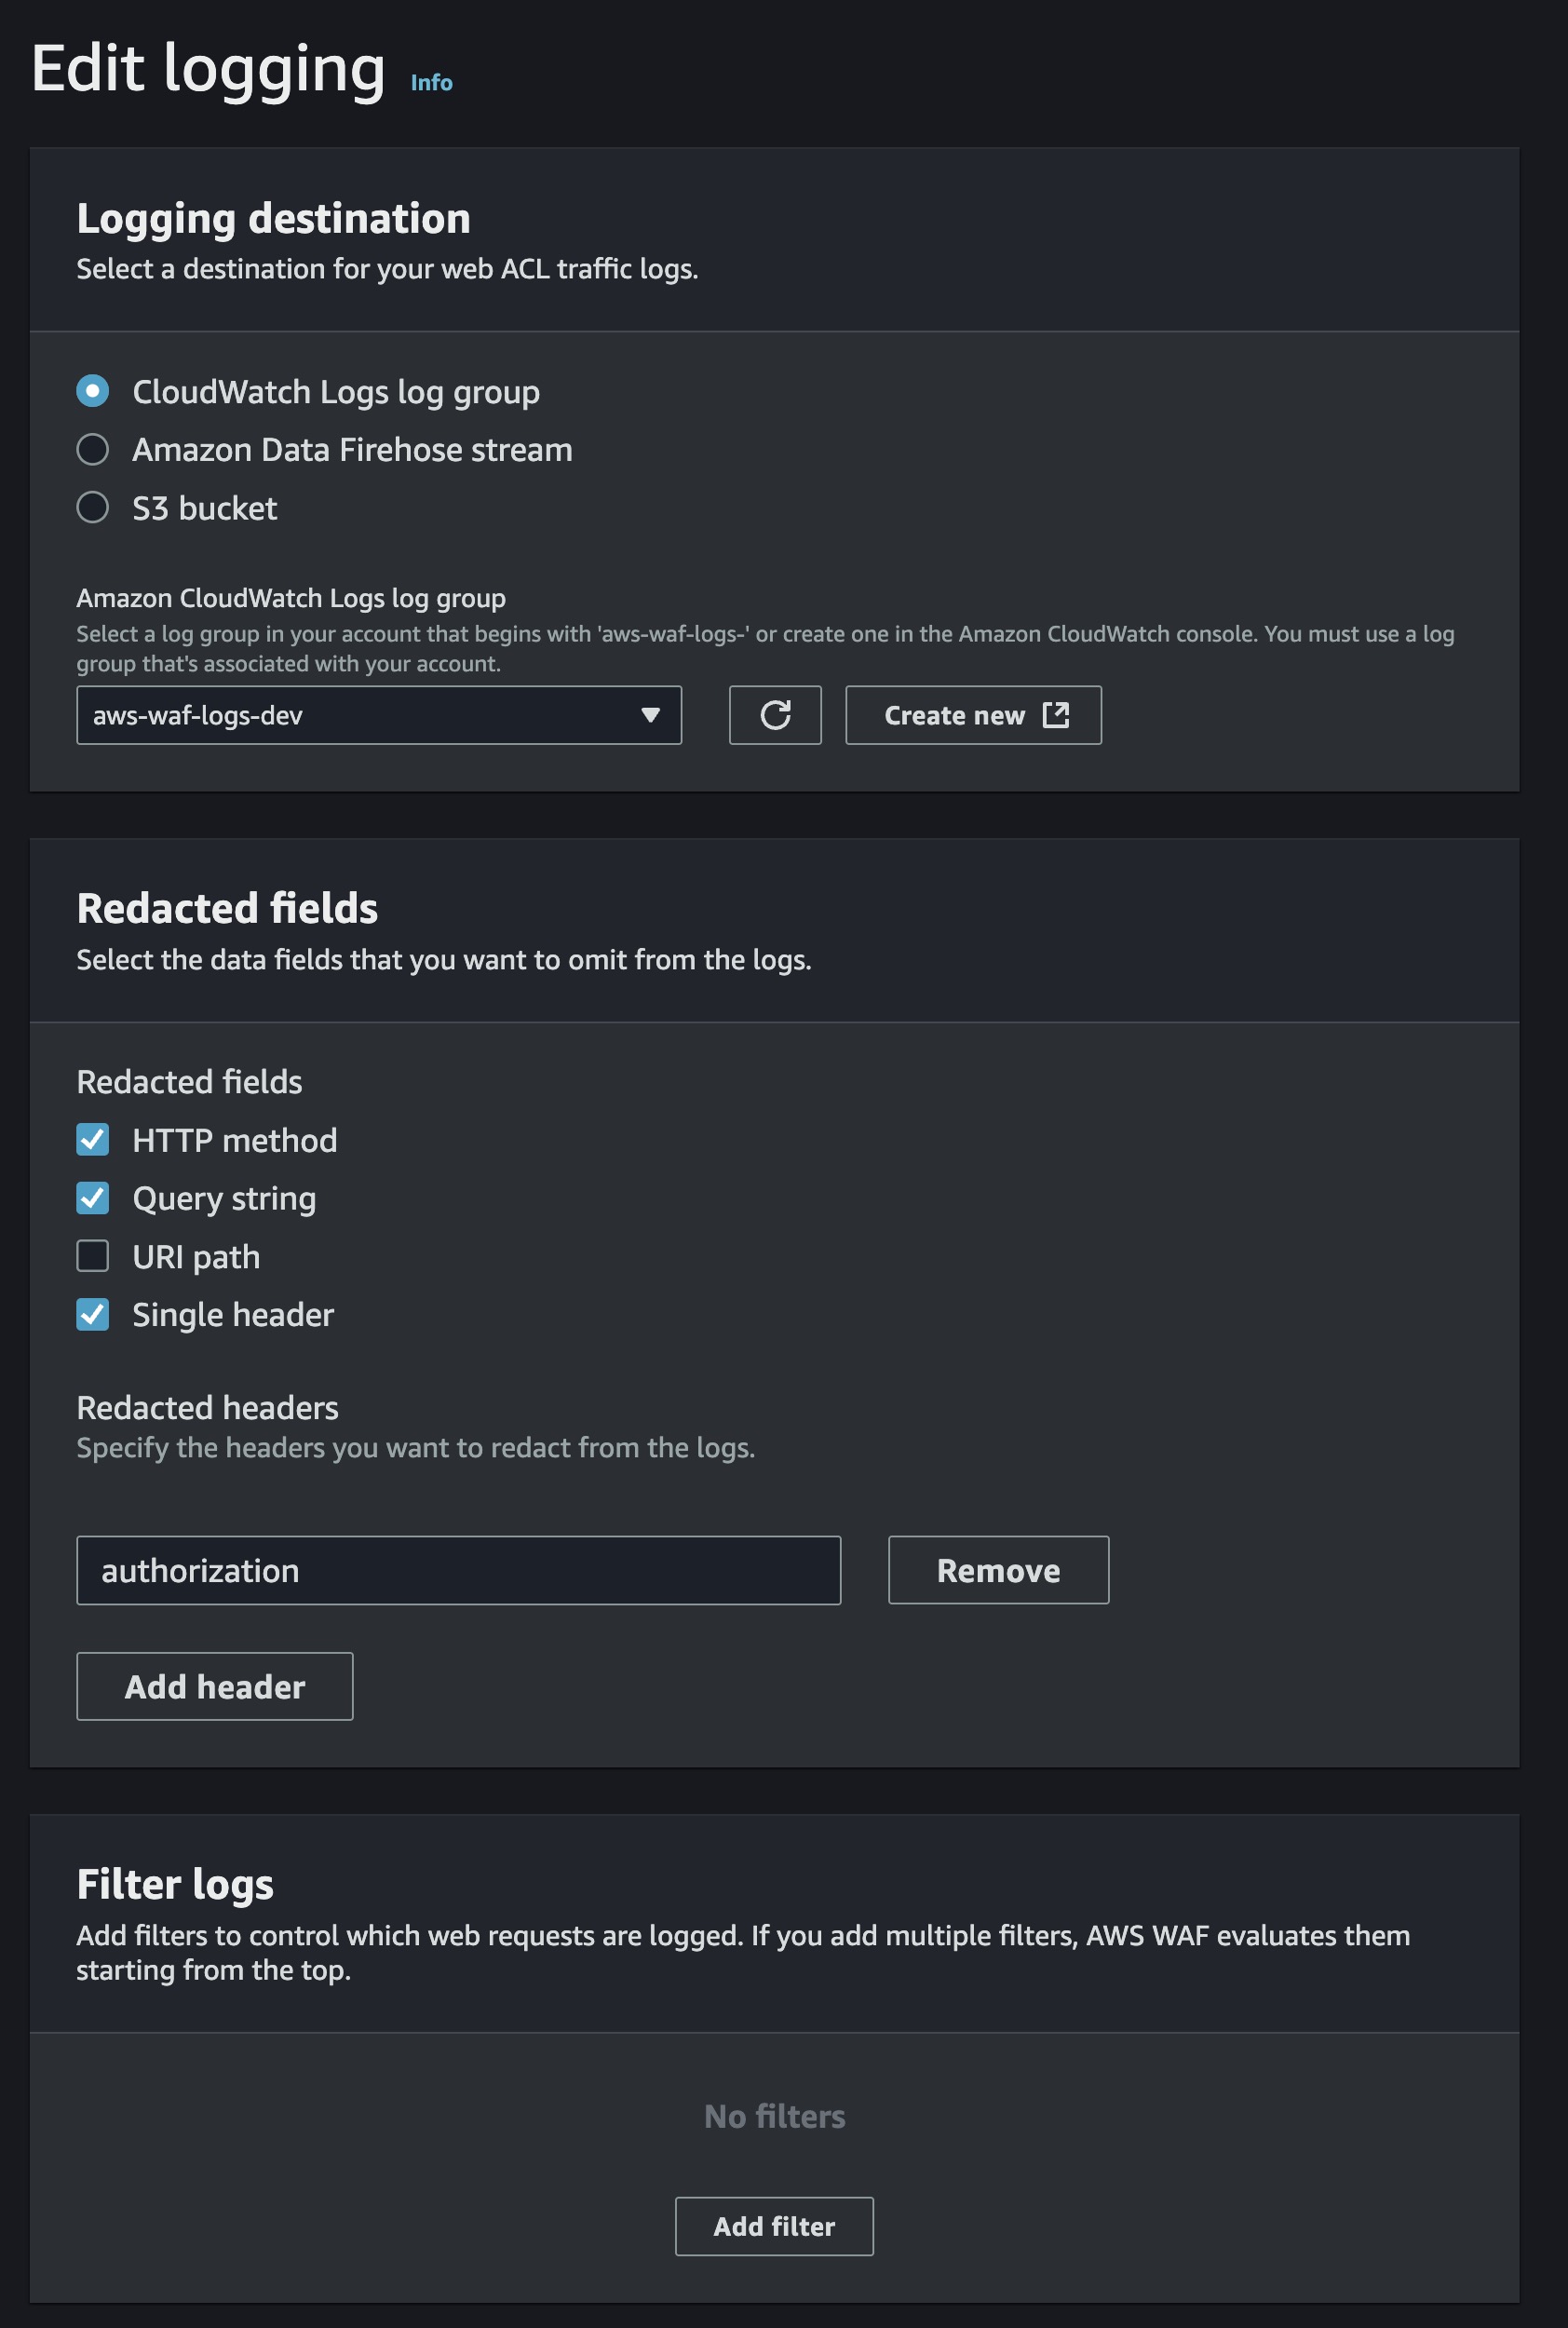 Edit logging Info
Logging destination
Select a destination for your web ACL traffic logs.
CloudWatch Logs log group
Amazon Data Firehose stream
S3 bucket
Amazon CloudWatch Logs log group
Select a log group in your account that begins with 'aws-waf-logs-' or create one in the Amazon CloudWatch console. You must use a log
group that's associated with your account.
aws-waf-logs-dev Create new
Redacted fields
Select the data fields that you want to omit from the logs.
Redacted fields
HTTP method
Query string
URI path
Single header
Redacted headers
Specify the headers you want to redact from the logs.
authorization Remove
Add header
Filter logs
Add filters to control which web requests are logged. If you add multiple filters, AWS WAF evaluates them
starting from the top.
No filters
Add filter